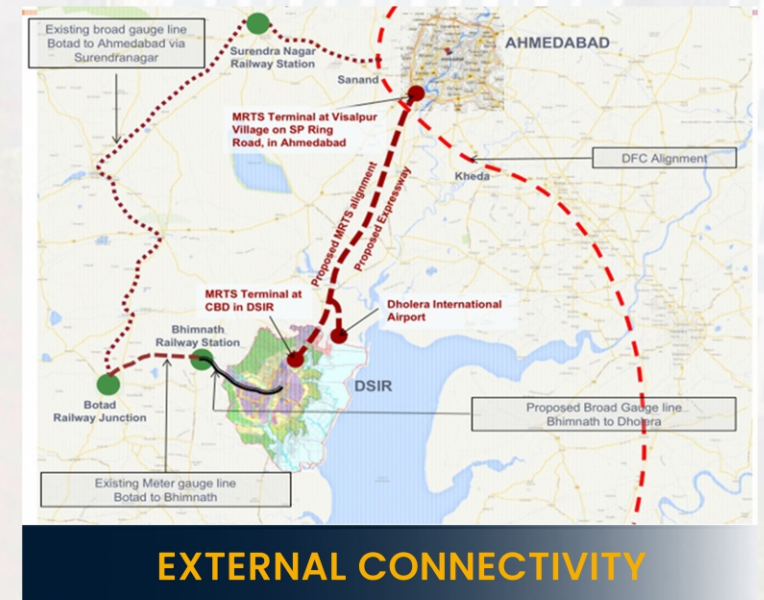 Existing broad gauge line
Botad to Ahmedabad via
Surendranagar
Surendra Nagar
Railway Station
Sanand
AHMEDABAD
MRTS Terminal at Visalpur
Village on SP Ring
Road, in Ahmedabad
DFC Alignment
Kheda
Proposed MRTS alignment
Proposed Expressway
MRTS Terminal at
CBD in DSIR
Dholera International
Airport
Bhimnath
Railway Station
DSIR
Botad
Railway Junction
Proposed Broad Gauge line
Bhimnath to Dholera
Existing Meter gauge line
Botad to Bhimnath
EXTERNAL CONNECTIVITY